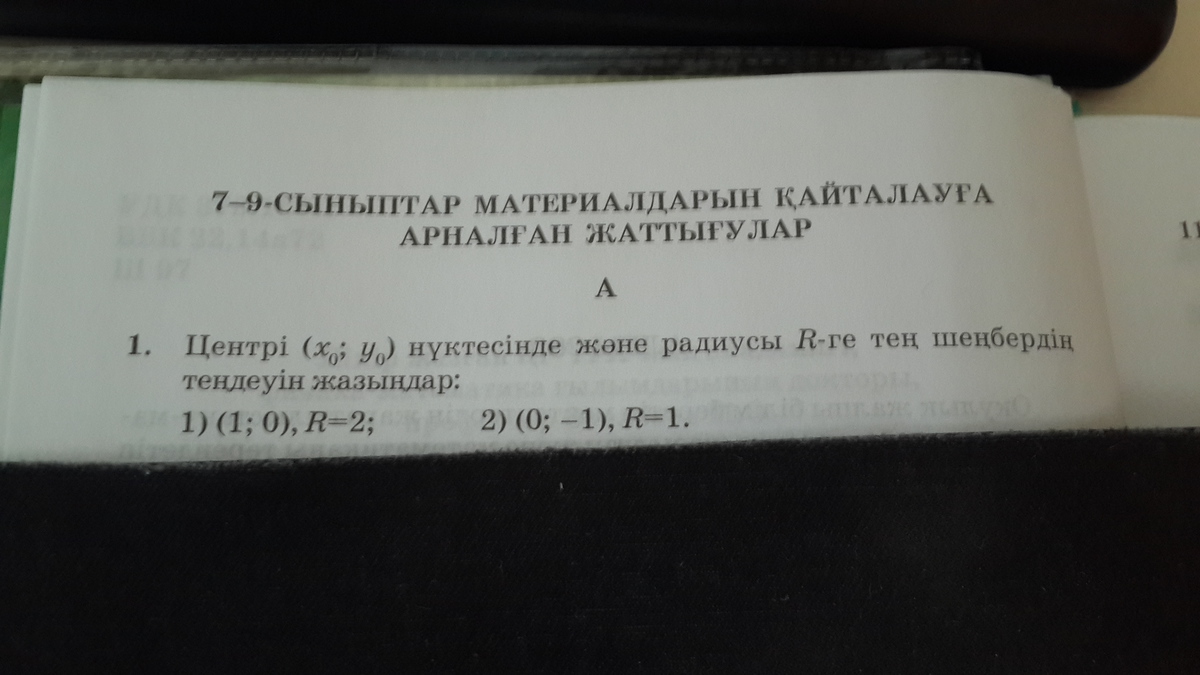 7–9-СЫНЫПТАР МАТЕРИАЛДАРЫН ҚАЙТАЛАУҒА
АРНАЛҒАН ЖАТТЫҒУЛАР
А
1. Центрі (x₀; y₀) нүктесінде және радиусы R-ге тең шеңбердің
теңдеуін жазыңдар:
1) (1; 0), R=2; 2) (0; −1), R=1.
11